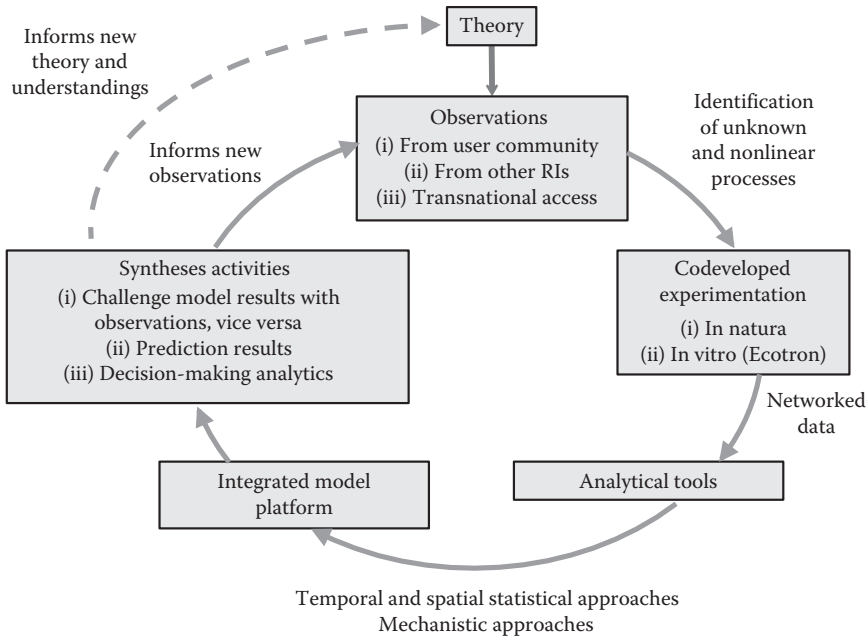 Theory
Informs new
theory and
understandings
Observations
(i) From user community
(ii) From other RIs
(iii) Transnational access
Identification
of unknown
and nonlinear
processes
Informs new
observations
Syntheses activities
(i) Challenge model results with
observations, vice versa
(ii) Prediction results
(iii) Decision-making analytics
Codeveloped
experimentation
(i) In natura
(ii) In vitro (Ecotron)
Networked
data
Integrated model
platform
Analytical tools
Temporal and spatial statistical approaches
Mechanistic approaches